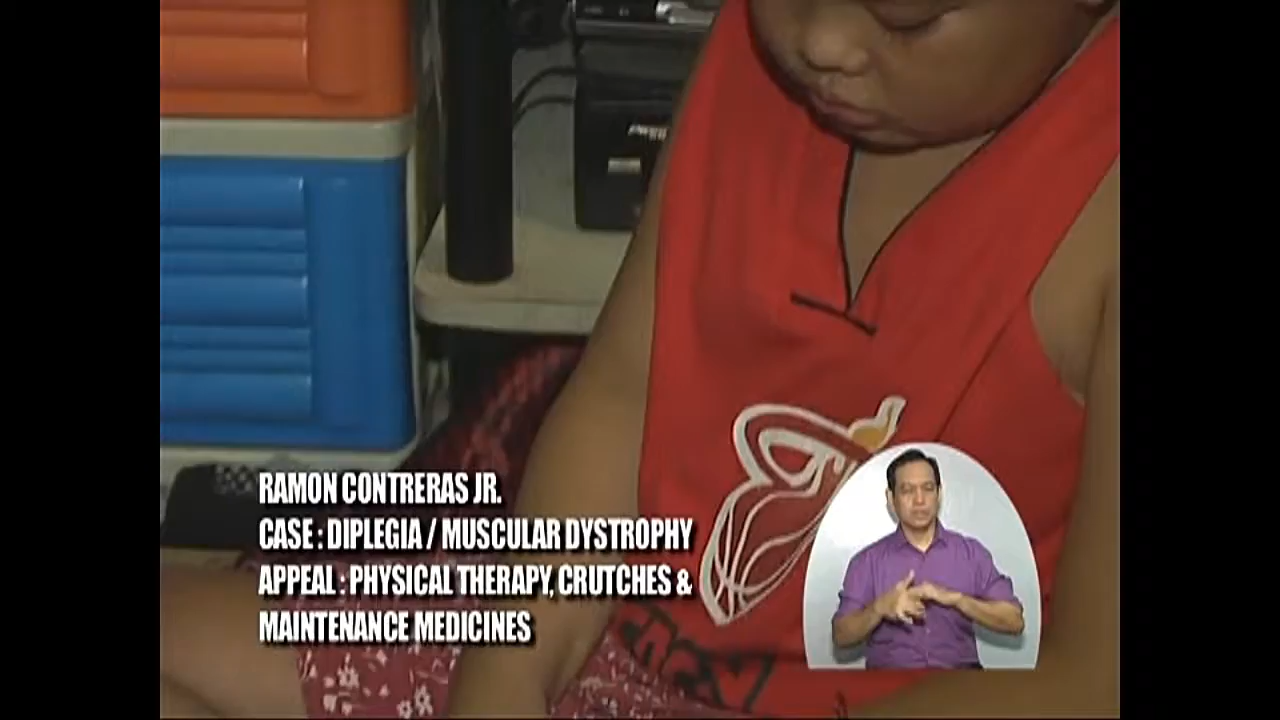 RAMON CONTRERAS JR.
CASE : DIPLEGIA / MUSCULAR DYSTROPHY
APPEAL : PHYSICAL THERAPY, CRUTCHES &
MAINTENANCE MEDICINES